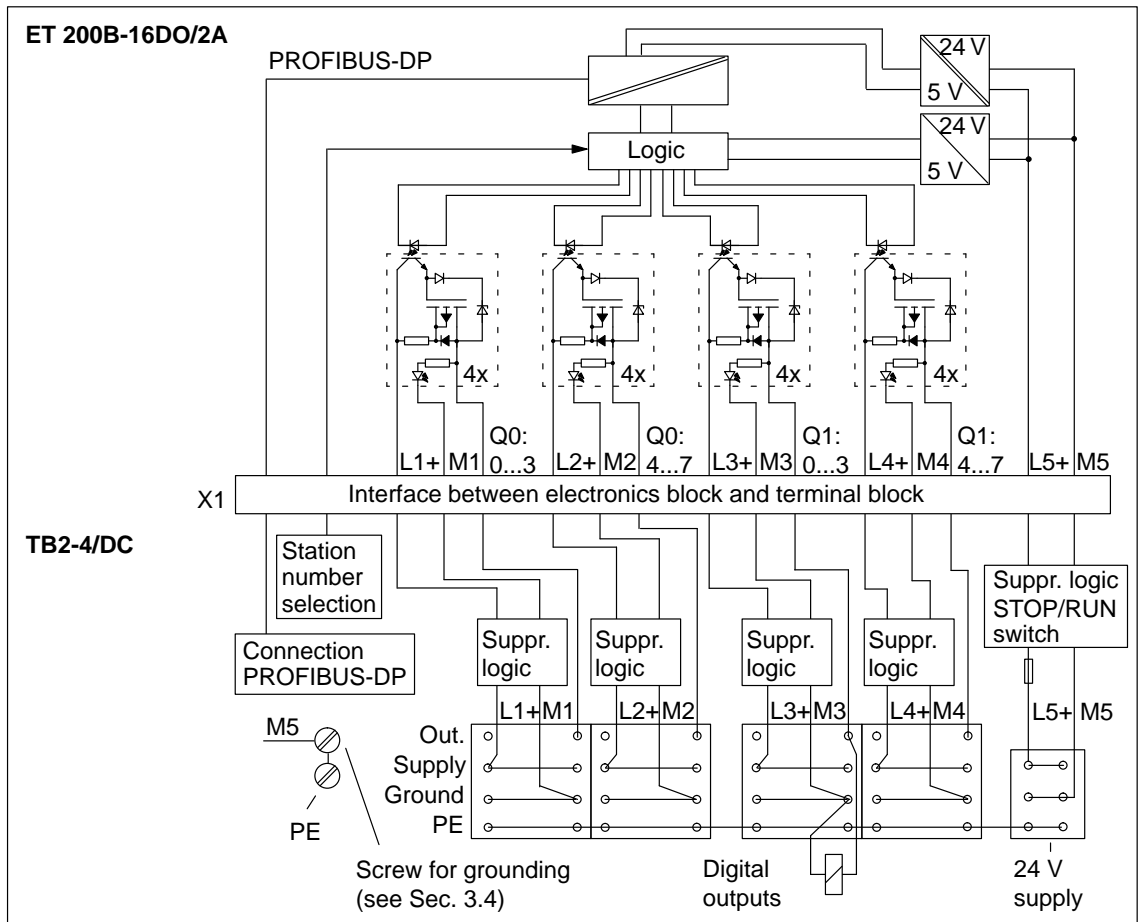 ET 200B-16DO/2A
PROFIBUS-DP
24 V
5 V
24 V
5 V
Logic
4x
4x
4x
4x
Q0:
Q0:
Q1:
Q1:
L1+ M1 0...3
L2+ M2 4...7
L3+ M3 0...3
L4+ M4 4...7
L5+ M5
X1
Interface between electronics block and terminal block
TB2-4/DC
Station
number
selection
Suppr. logic
STOP/RUN
switch
Connection
PROFIBUS-DP
Suppr.
logic
Suppr.
logic
Suppr.
logic
Suppr.
logic
L1+ M1
L2+ M2
L3+ M3
L4+ M4
L5+ M5
M5
PE
Out.
Supply
Ground
PE
Screw for grounding
(see Sec. 3.4)
Digital
outputs
24 V
supply